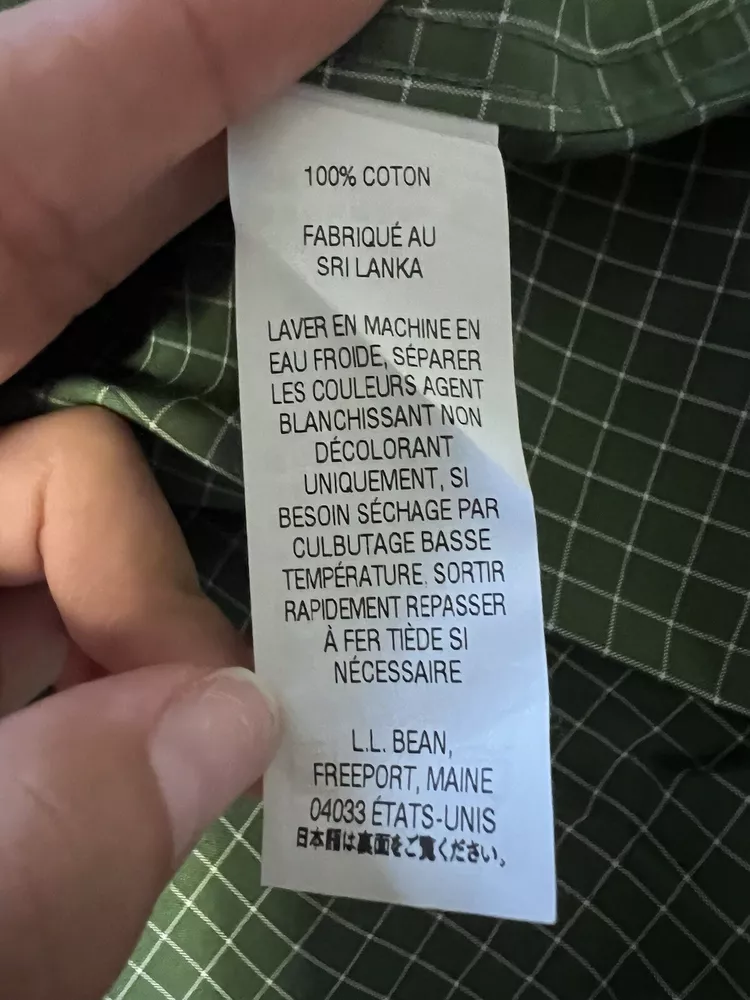 100% COTON
FABRIQUÉ AU
SRI LANKA
LAVER EN MACHINE EN
EAU FROIDE, SÉPARER
LES COULEURS AGENT
BLANCHISSANT NON
DÉCOLORANT
UNIQUEMENT, SI
BESOIN SÉCHAGE PAR
CULBUTAGE BASSE
TEMPÉRATURE. SORTIR
RAPIDEMENT REPASSER
À FER TIÈDE SI
NÉCESSAIRE
L.L. BEAN,
FREEPORT, MAINE
04033 ÉTATS-UNIS
日本語は裏面をご覧ください。